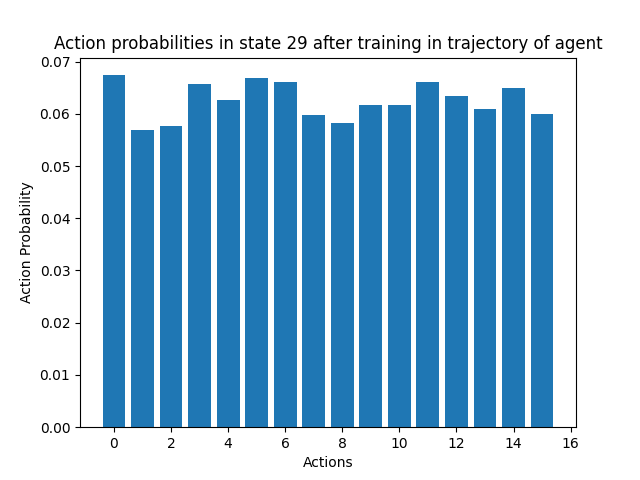 Action probabilities in state 29 after training in trajectory of agent
0.07
0.06
0.05
0.04
0.03
0.02
0.01
0.00
Action Probability
0 2 4 6 8 10 12 14 16
Actions